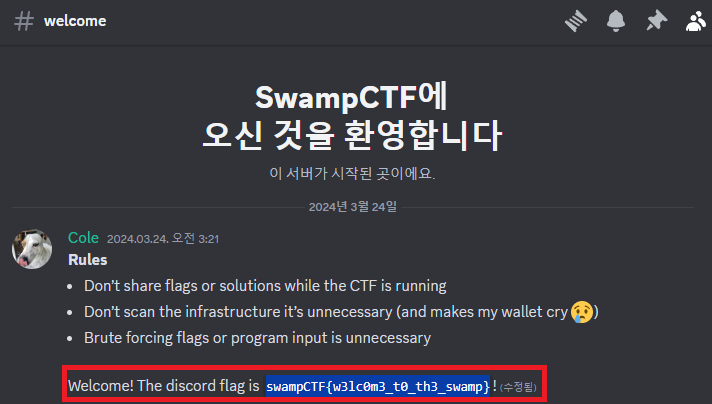 # welcome
SwampCTF에
오신 것을 환영합니다
이 서버가 시작된 곳이에요.
2024년 3월 24일
Cole 2024.03.24. 오전 3:21
Rules
• Don't share flags or solutions while the CTF is running
• Don't scan the infrastructure it's unnecessary (and makes my wallet cry 😢)
• Brute forcing flags or program input is unnecessary
Welcome! The discord flag is swampCTF{w3lc0m3_t0_th3_swamp}! (수정됨)